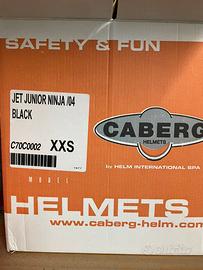 SAFETY & FUN
JET JUNIOR NINJA /04
BLACK
C70C0002 XXS
CABERG
HELMETS
by HELM INTERNATIONAL SPA
MODEL
HELMETS
www.caberg-helm.com